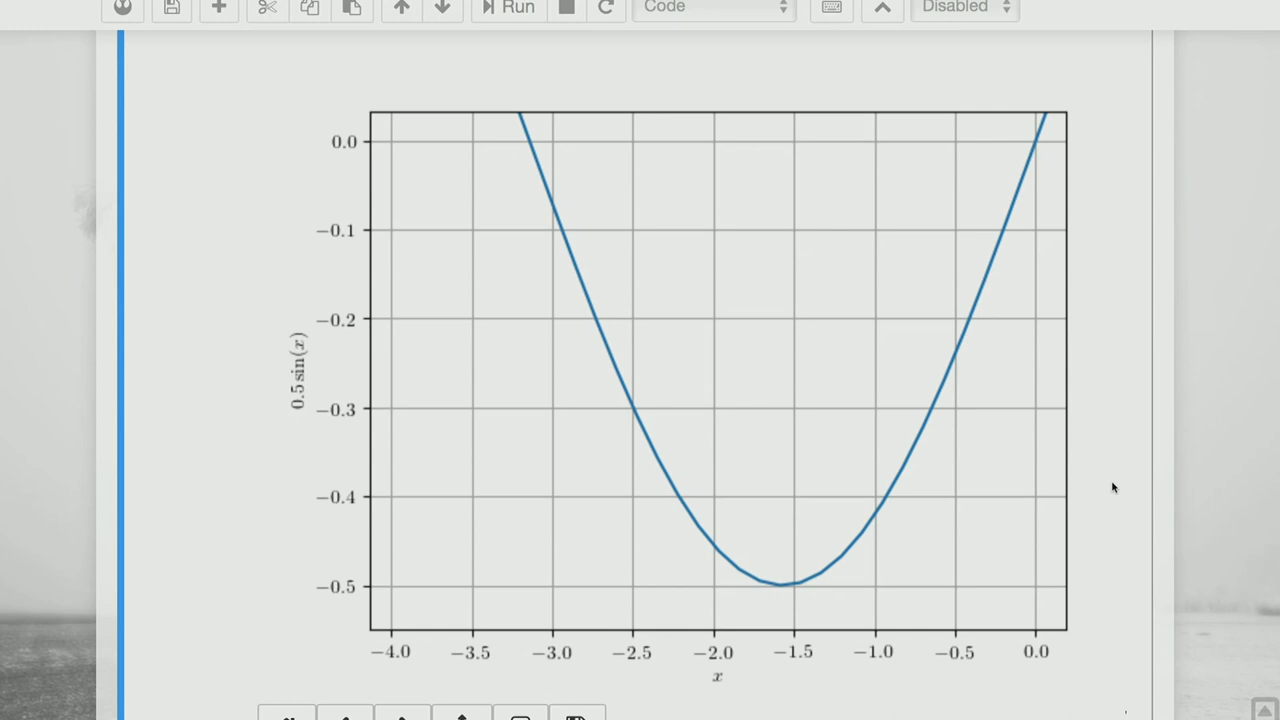 Run
Code
Disabled
0.0
−0.1
−0.2
−0.3
−0.4
−0.5
0.5 sin(x)
−4.0 −3.5 −3.0 −2.5 −2.0 −1.5 −1.0 −0.5 0.0
x